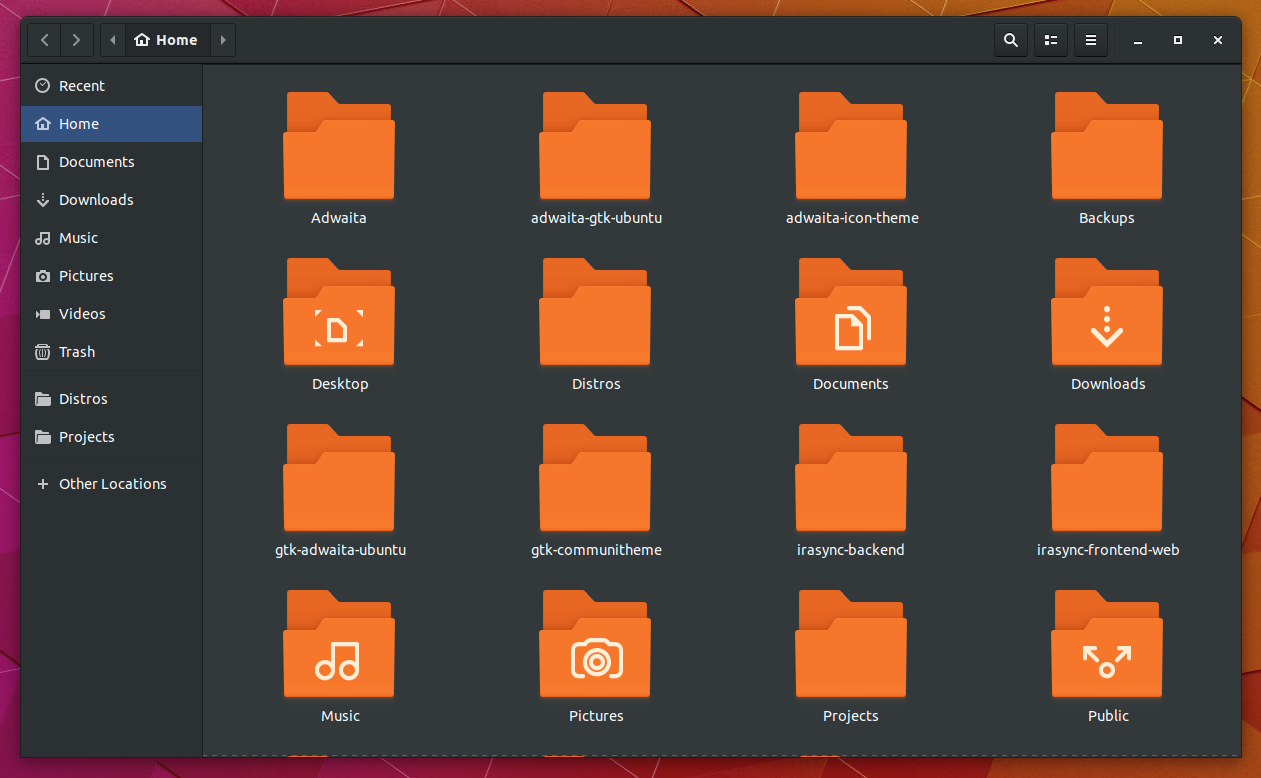 Home
Recent
Home
Documents
Downloads
Music
Pictures
Videos
Trash
Distros
Projects
Other Locations
Adwaita
adwaita-gtk-ubuntu
adwaita-icon-theme
Backups
Desktop
Distros
Documents
Downloads
gtk-adwaita-ubuntu
gtk-communitheme
irasync-backend
irasync-frontend-web
Music
Pictures
Projects
Public